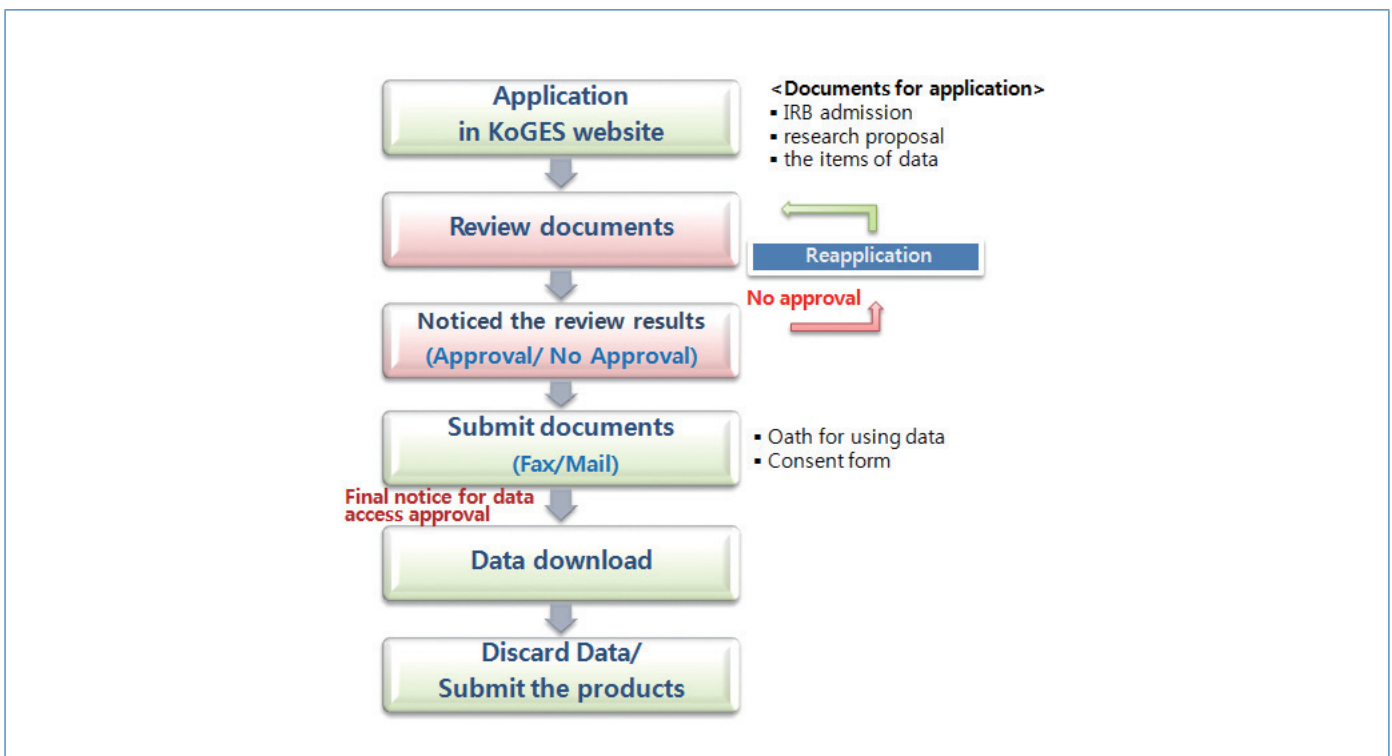 Application
in KoGES website
<Documents for application>
▪ IRB admission
▪ research proposal
▪ the items of data
Review documents
Reapplication
No approval
Noticed the review results
(Approval/ No Approval)
Submit documents
(Fax/Mail)
▪ Oath for using data
▪ Consent form
Final notice for data
access approval
Data download
Discard Data/
Submit the products